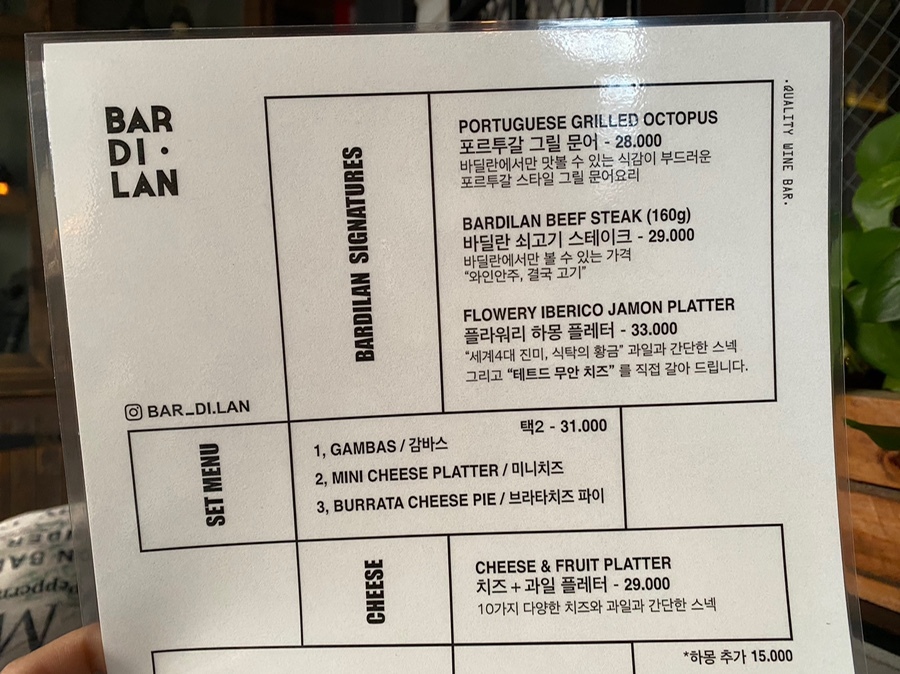 BAR
DI •
LAN
•QUALITY WINE BAR•
BARDILAN SIGNATURES
PORTUGUESE GRILLED OCTOPUS
포르투갈 그릴 문어 - 28.000
바딜란에서만 맛볼 수 있는 식감이 부드러운
포르투갈 스타일 그릴 문어요리
BARDILAN BEEF STEAK (160g)
바딜란 쇠고기 스테이크 - 29.000
바딜란에서만 볼 수 있는 가격
“와인안주, 결국 고기”
FLOWERY IBERICO JAMON PLATTER
플라워리 하몽 플레터 - 33.000
“세계4대 진미, 식탁의 황금” 과일과 간단한 스넥
그리고 “테트드 무안 치즈” 를 직접 갈아 드립니다.
BAR_DI.LAN
SET MENU
택2 - 31.000
1, GAMBAS / 감바스
2, MINI CHEESE PLATTER / 미니치즈
3, BURRATA CHEESE PIE / 브라타치즈 파이
CHEESE
CHEESE & FRUIT PLATTER
치즈 + 과일 플레터 - 29.000
10가지 다양한 치즈와 과일과 간단한 스넥
*하몽 추가 15.000